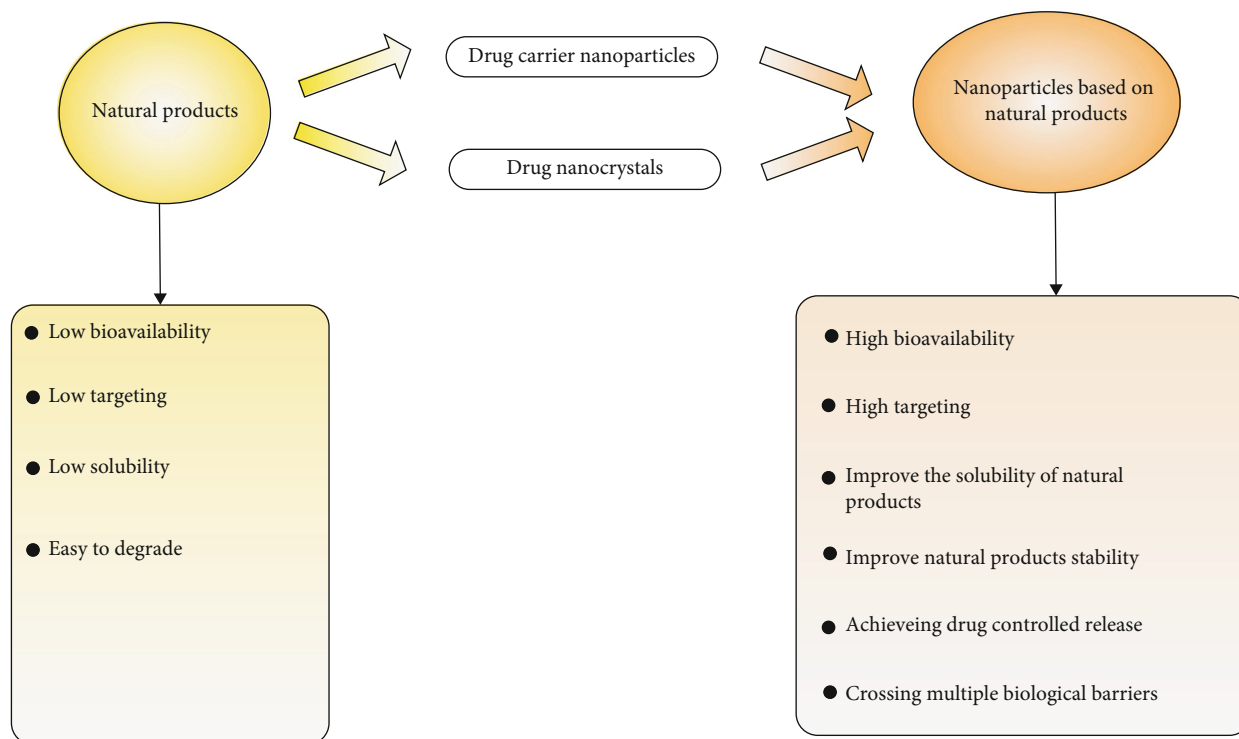 Natural products
Drug carrier nanoparticles
Drug nanocrystals
Nanoparticles based on
natural products
Low bioavailability
Low targeting
Low solubility
Easy to degrade
High bioavailability
High targeting
Improve the solubility of natural
products
Improve natural products stability
Achieveing drug controlled release
Crossing multiple biological barriers